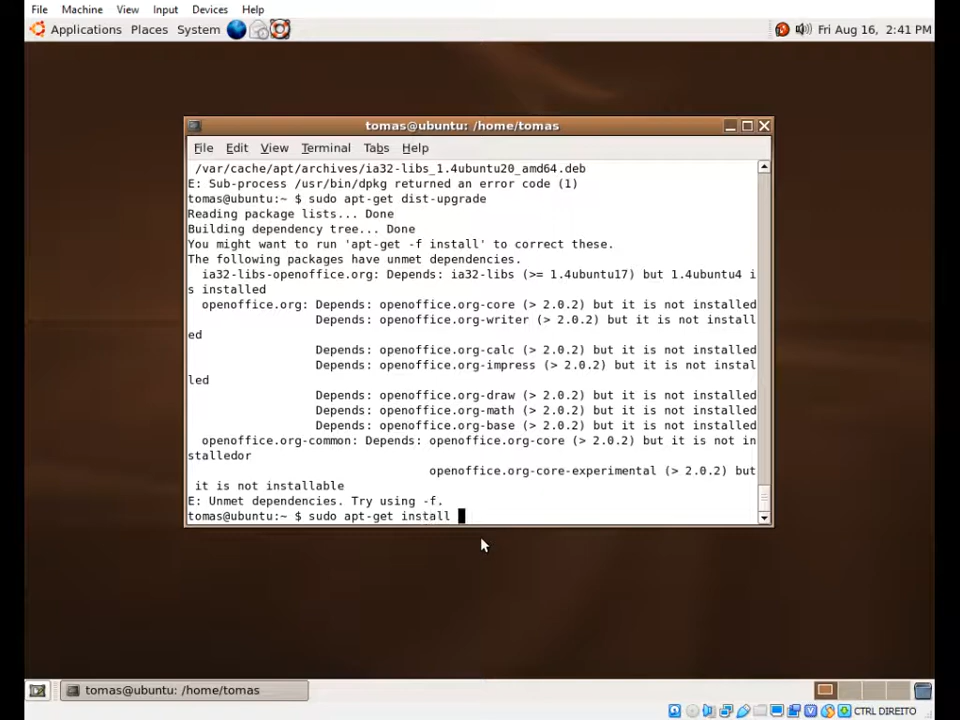 File Machine View Input Devices Help
Applications Places System Fri Aug 16, 2:41 PM
tomas@ubuntu: /home/tomas
File Edit View Terminal Tabs Help
/var/cache/apt/archives/ia32-libs_1.4ubuntu20_amd64.deb
E: Sub-process /usr/bin/dpkg returned an error code (1)
tomas@ubuntu:~ $ sudo apt-get dist-upgrade
Reading package lists... Done
Building dependency tree... Done
You might want to run 'apt-get -f install' to correct these.
The following packages have unmet dependencies.
ia32-libs-openoffice.org: Depends: ia32-libs (>= 1.4ubuntu17) but 1.4ubuntu4 i
s installed
openoffice.org: Depends: openoffice.org-core (> 2.0.2) but it is not installed
Depends: openoffice.org-writer (> 2.0.2) but it is not install
ed
Depends: openoffice.org-calc (> 2.0.2) but it is not installed
Depends: openoffice.org-impress (> 2.0.2) but it is not instal
led
Depends: openoffice.org-draw (> 2.0.2) but it is not installed
Depends: openoffice.org-math (> 2.0.2) but it is not installed
Depends: openoffice.org-base (> 2.0.2) but it is not installed
openoffice.org-common: Depends: openoffice.org-core (> 2.0.2) but it is not in
stalledor
openoffice.org-core-experimental (> 2.0.2) but
it is not installable
E: Unmet dependencies. Try using -f.
tomas@ubuntu:~ $ sudo apt-get install
tomas@ubuntu: /home/tomas
CTRL DIREITO